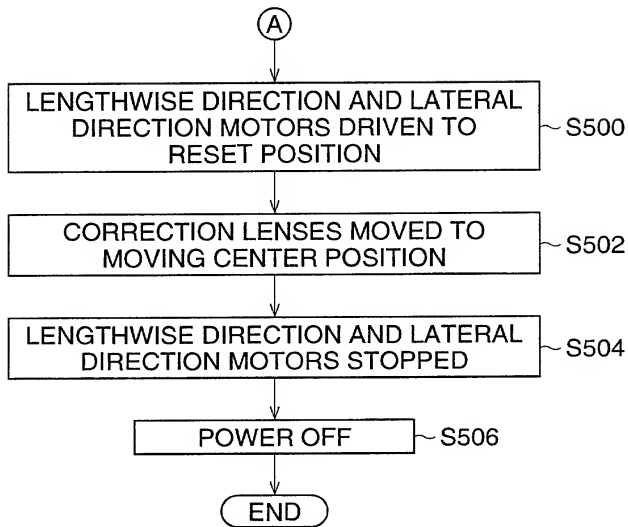 A
LENGTHWISE DIRECTION AND LATERAL
DIRECTION MOTORS DRIVEN TO
RESET POSITION
S500
CORRECTION LENSES MOVED TO
MOVING CENTER POSITION
S502
LENGTHWISE DIRECTION AND LATERAL
DIRECTION MOTORS STOPPED
S504
POWER OFF
S506
END